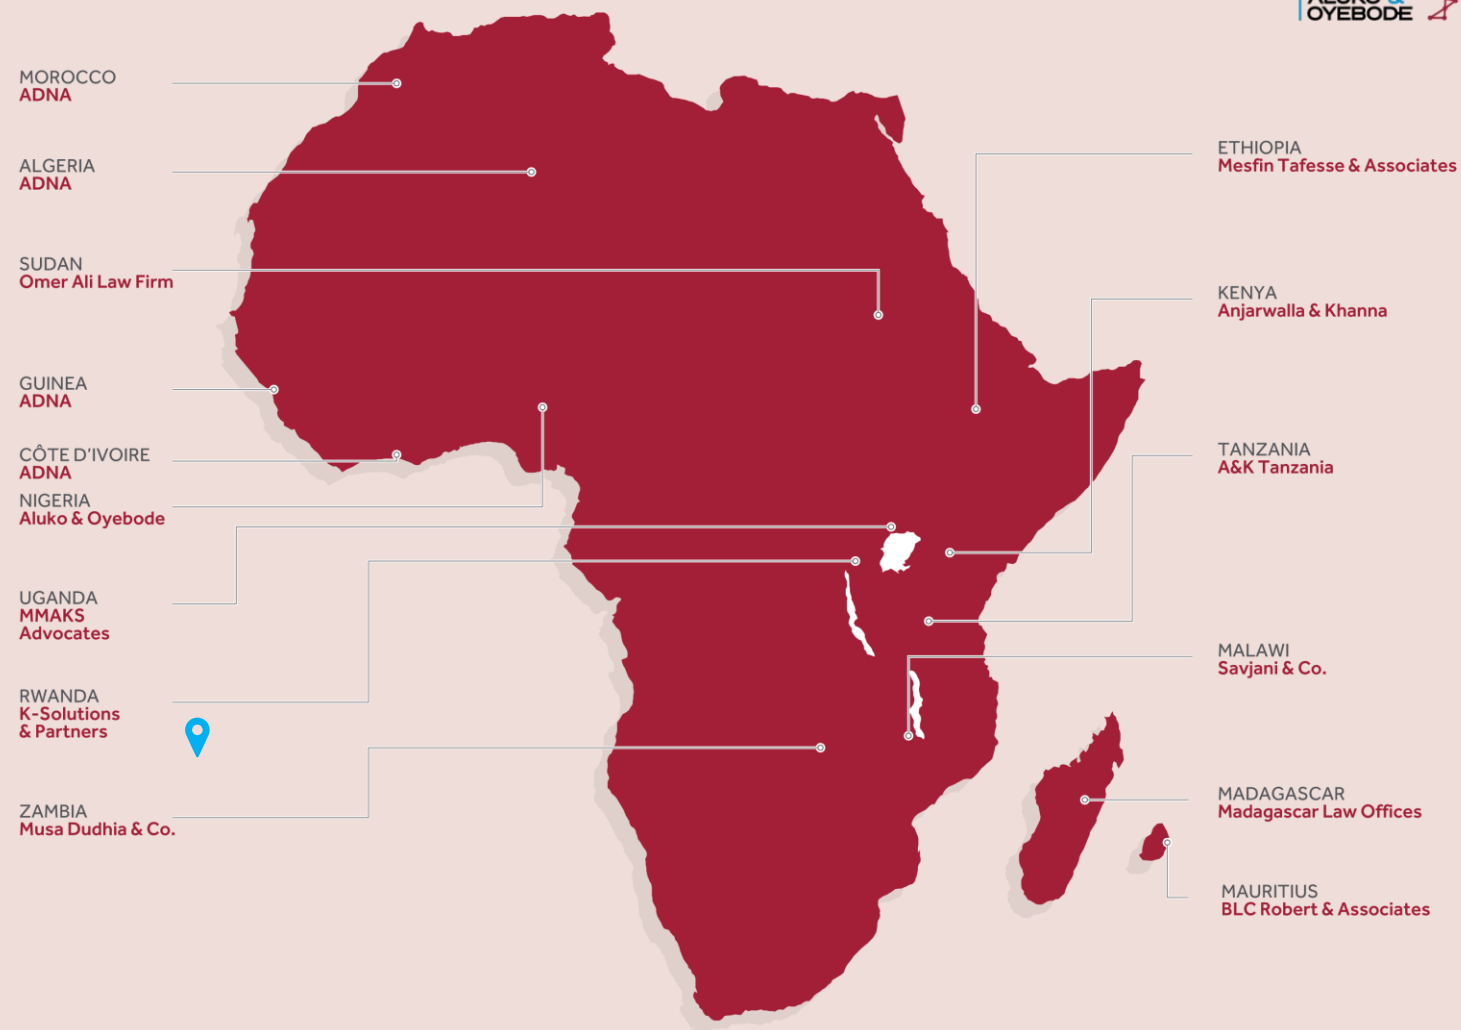 ALUKO &
OYEBODE
MOROCCO
ADNA
ALGERIA
ADNA
SUDAN
Omer Ali Law Firm
GUINEA
ADNA
CÔTE D'IVOIRE
ADNA
NIGERIA
Aluko & Oyebode
UGANDA
MMAKS
Advocates
RWANDA
K-Solutions
& Partners
ZAMBIA
Musa Dudhia & Co.
ETHIOPIA
Mesfin Tafesse & Associates
KENYA
Anjarwalla & Khanna
TANZANIA
A&K Tanzania
MALAWI
Savjani & Co.
MADAGASCAR
Madagascar Law Offices
MAURITIUS
BLC Robert & Associates